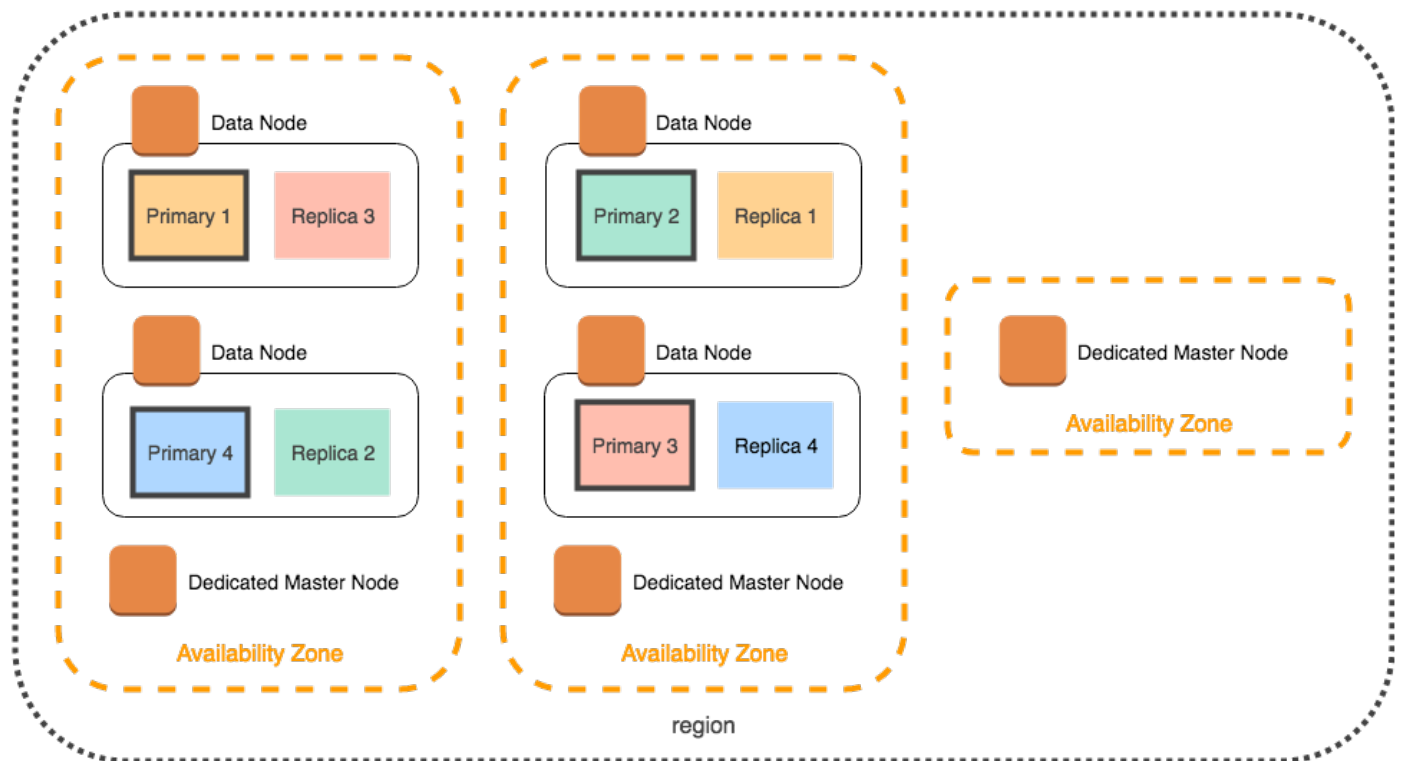 Data Node
Primary 1
Replica 3
Data Node
Primary 4
Replica 2
Dedicated Master Node
Availability Zone
Data Node
Primary 2
Replica 1
Data Node
Primary 3
Replica 4
Dedicated Master Node
Availability Zone
Dedicated Master Node
Availability Zone
region